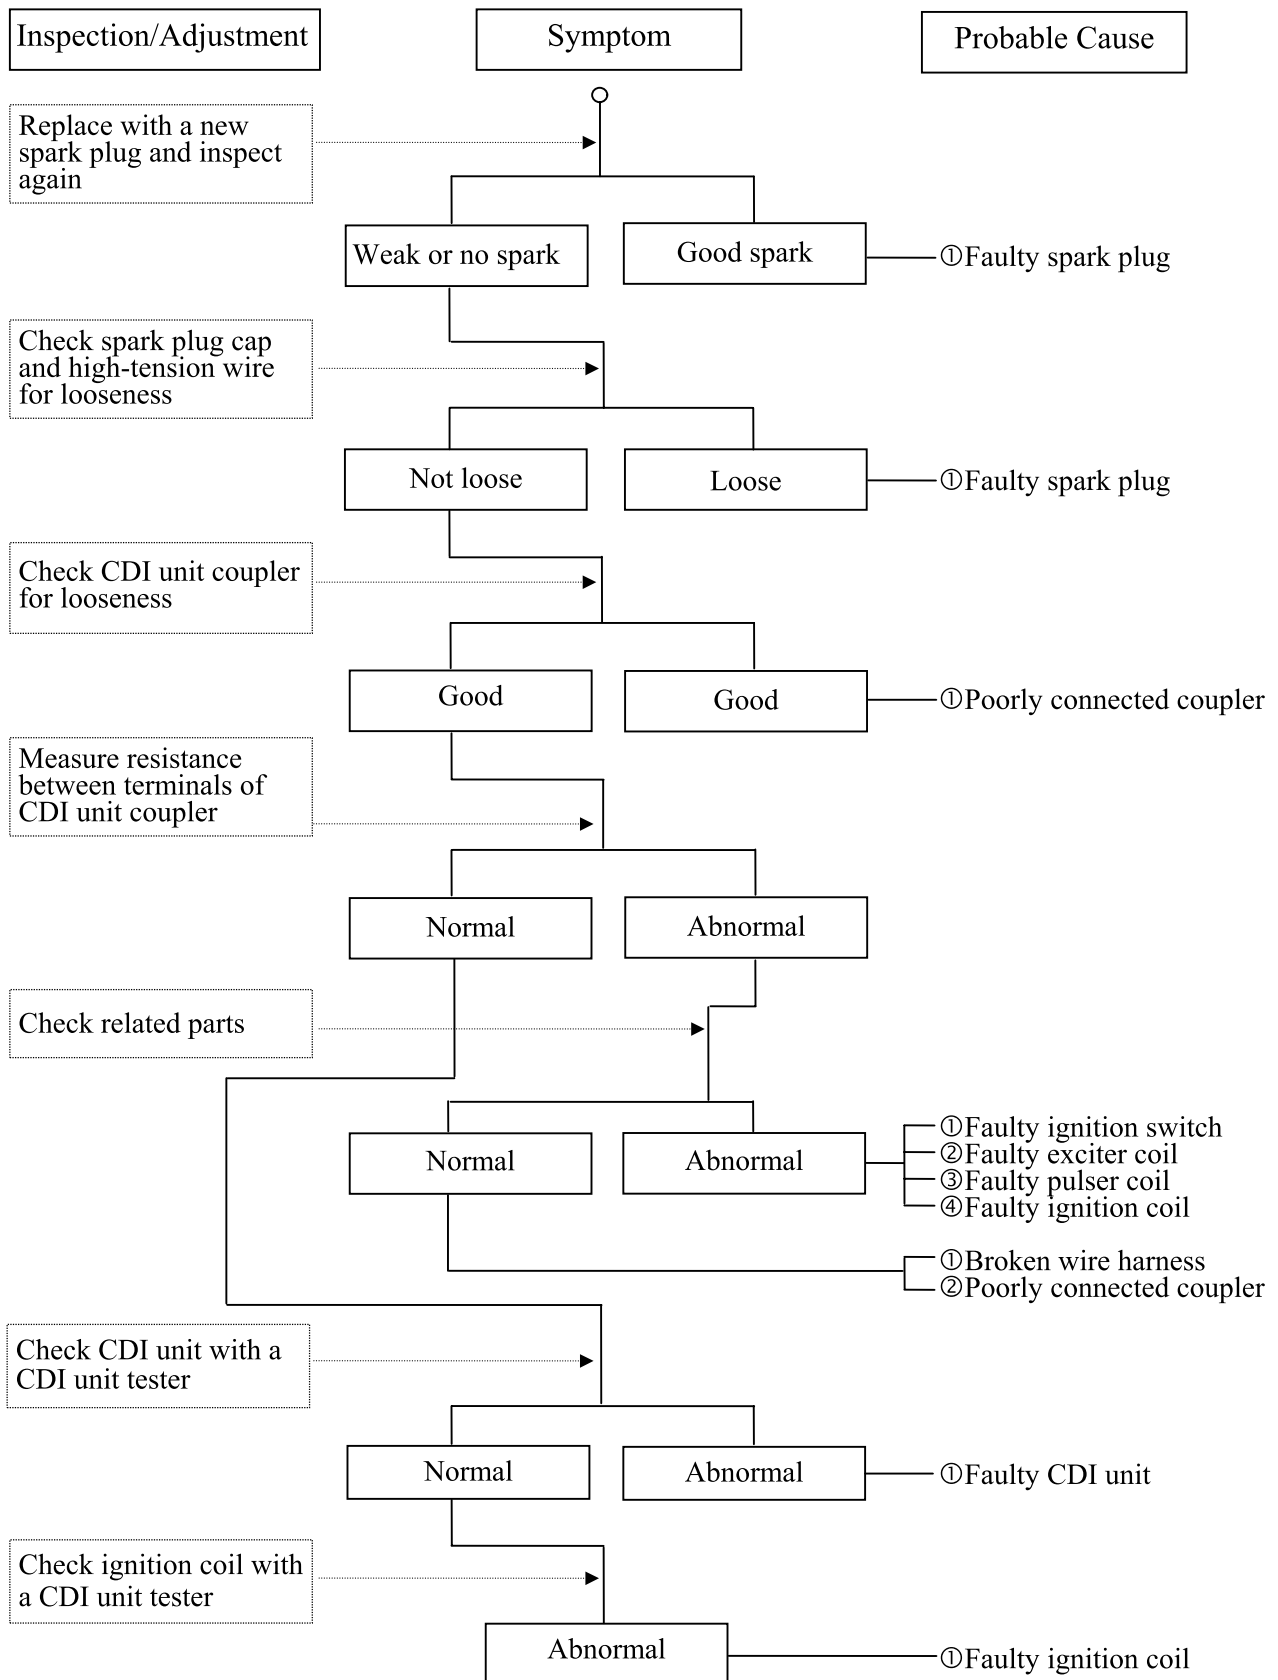 Inspection/Adjustment
Symptom
Probable Cause
Replace with a new
spark plug and inspect
again
Weak or no spark
Good spark
①Faulty spark plug
Check spark plug cap
and high-tension wire
for looseness
Not loose
Loose
①Faulty spark plug
Check CDI unit coupler
for looseness
Good
Good
①Poorly connected coupler
Measure resistance
between terminals of
CDI unit coupler
Normal
Abnormal
Check related parts
Normal
Abnormal
①Faulty ignition switch
②Faulty exciter coil
③Faulty pulser coil
④Faulty ignition coil
①Broken wire harness
②Poorly connected coupler
Check CDI unit with a
CDI unit tester
Normal
Abnormal
①Faulty CDI unit
Check ignition coil with
a CDI unit tester
Abnormal
①Faulty ignition coil